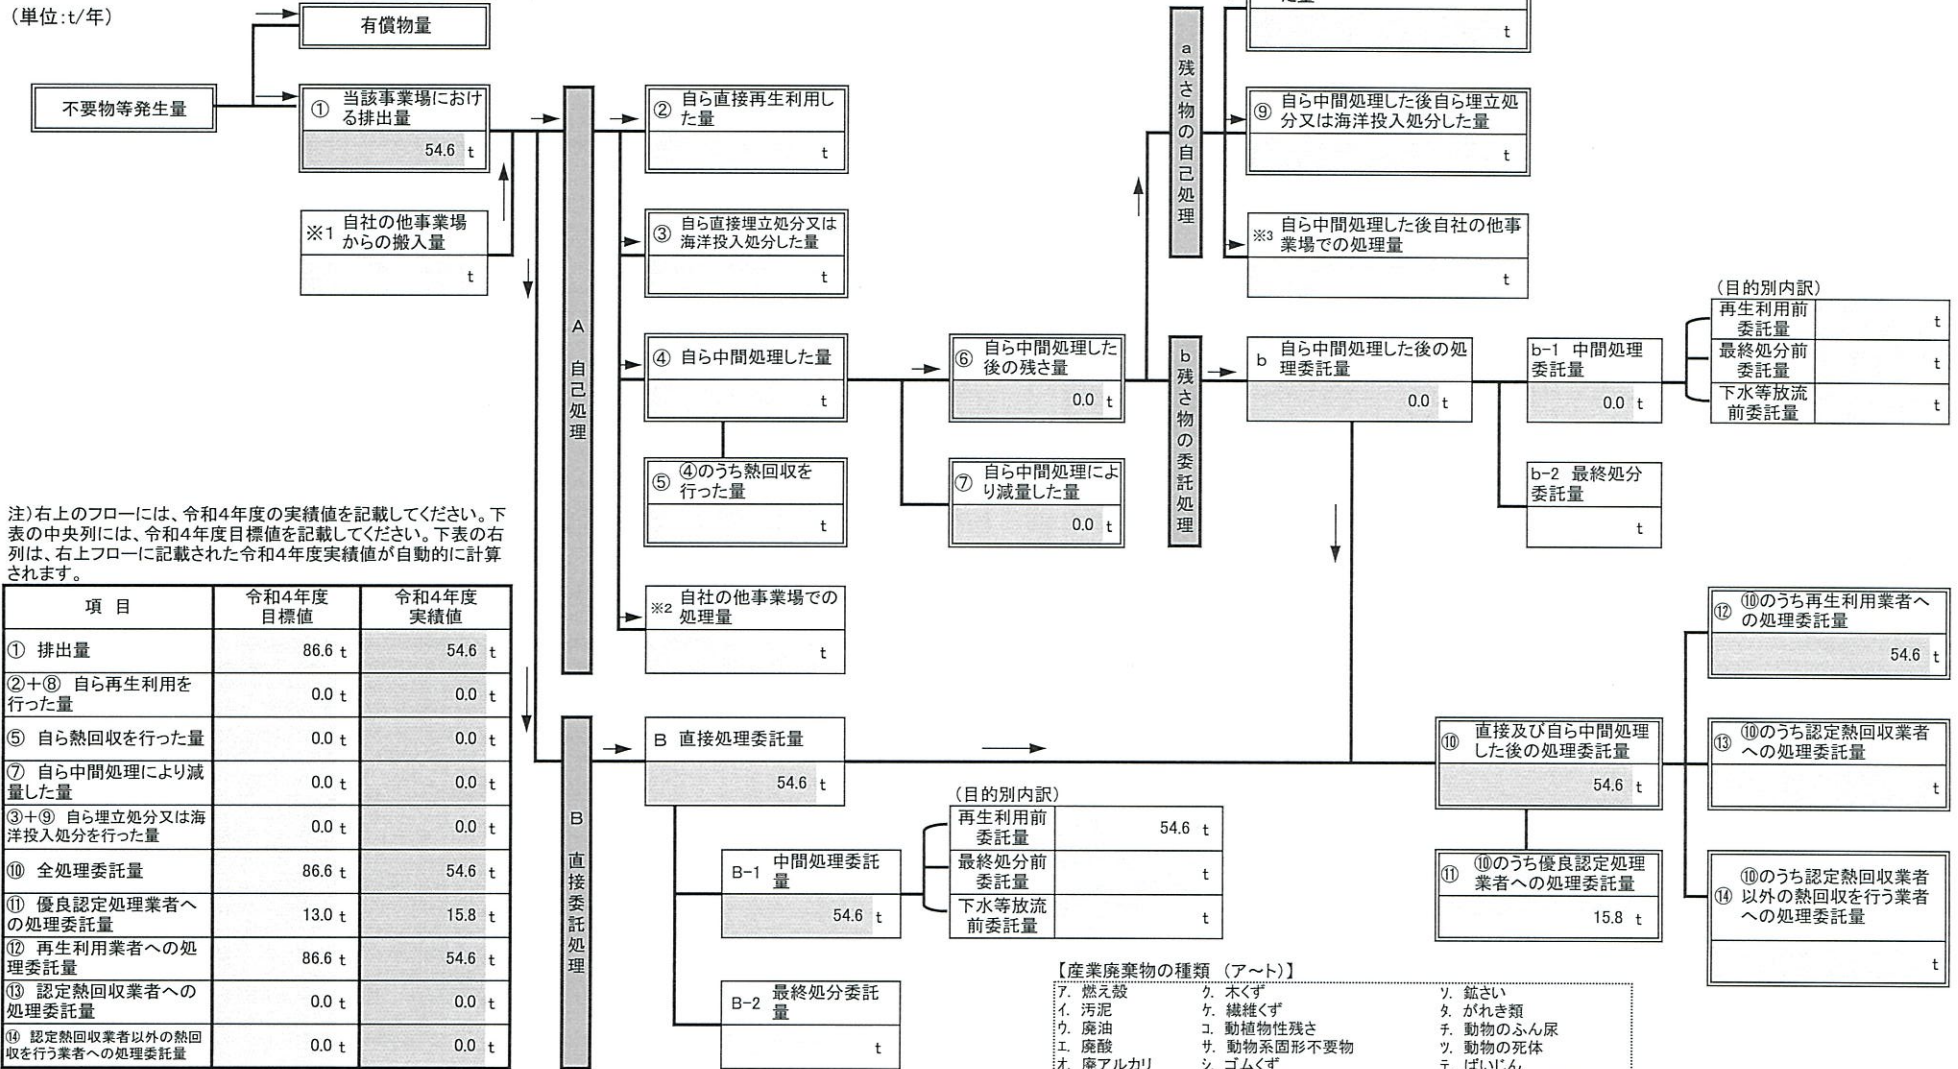 (単位:t/年)
有償物量
不要物等発生量
① 当該事業場におけ
る排出量
54.6 t
※1 自社の他事業場
からの搬入量
t
A 自己処理
② 自ら直接再生利用し
た量
t
③ 自ら直接埋立処分又は
海洋投入処分した量
t
④ 自ら中間処理した量
t
⑤ ④のうち熱回収を
行った量
t
※2 自社の他事業場での
処理量
t
⑥ 自ら中間処理した
後の残さ量
0.0 t
⑦ 自ら中間処理によ
り減量した量
0.0 t
a 残さ物の自己処理
t
⑨ 自ら中間処理した後自ら埋立処
分又は海洋投入処分した量
t
※3 自ら中間処理した後自社の他事
業場での処理量
t
b 残さ物の委託処理
b 自ら中間処理した後の処
理委託量
0.0 t
b-1 中間処理
委託量
0.0 t
(目的別内訳)
再生利用前
委託量 t
最終処分前
委託量 t
下水等放流
前委託量 t
b-2 最終処分
委託量
t
注)右上のフローには、令和4年度の実績値を記載してください。下
表の中央列には、令和4年度目標値を記載してください。下表の右
列は、右上フローに記載された令和4年度実績値が自動的に計算
されます。
項 目 令和4年度 目標値 令和4年度 実績値
① 排出量 86.6 t 54.6 t
②+⑧ 自ら再生利用を
行った量 0.0 t 0.0 t
⑤ 自ら熱回収を行った量 0.0 t 0.0 t
⑦ 自ら中間処理により減
量した量 0.0 t 0.0 t
③+⑨ 自ら埋立処分又は海
洋投入処分を行った量 0.0 t 0.0 t
⑩ 全処理委託量 86.6 t 54.6 t
⑪ 優良認定処理業者へ
の処理委託量 13.0 t 15.8 t
⑫ 再生利用業者への処
理委託量 86.6 t 54.6 t
⑬ 認定熱回収業者への
処理委託量 0.0 t 0.0 t
⑭ 認定熱回収業者以外の熱回
収を行う業者への処理委託量 0.0 t 0.0 t
B 直接委託処理
B 直接処理委託量
54.6 t
B-1 中間処理委託
量
54.6 t
(目的別内訳)
再生利用前
委託量 54.6 t
最終処分前
委託量 t
下水等放流
前委託量 t
B-2 最終処分委託
量
t
⑩ 直接及び自ら中間処理
した後の処理委託量
54.6 t
⑪ ⑩のうち優良認定処理
業者への処理委託量
15.8 t
⑫ ⑩のうち再生利用業者へ
の処理委託量
54.6 t
⑬ ⑩のうち認定熱回収業者
への処理委託量
t
⑭ ⑩のうち認定熱回収業者
以外の熱回収を行う業者
への処理委託量
t
【産業廃棄物の種類 (ア~ト)】
ア. 燃え殻 ク. 木くず ソ. 鉱さい
イ. 汚泥 ケ. 繊維くず タ. がれき類
ウ. 廃油 コ. 動植物性残さ チ. 動物のふん尿
エ. 廃酸 サ. 動物系固形不要物 ツ. 動物の死体
オ. 廃アルカリ シ. ゴムくず テ. ばいじん